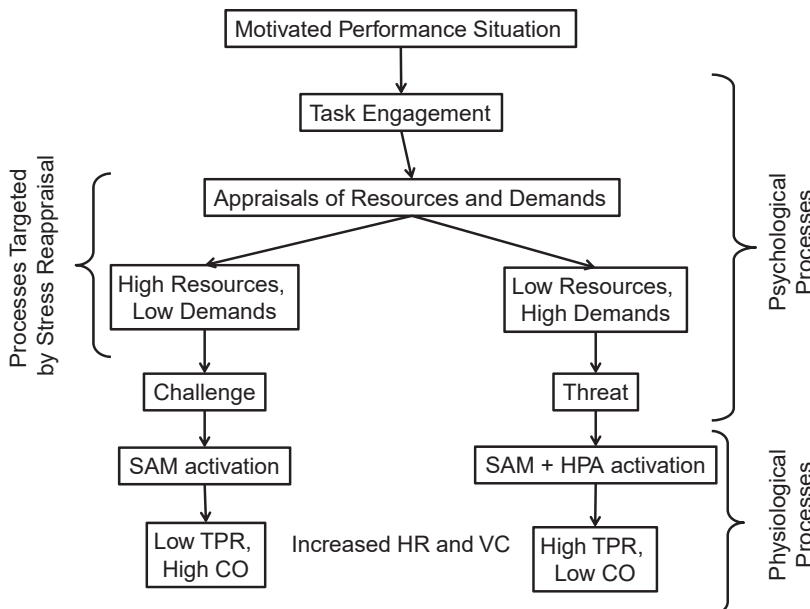 Motivated Performance Situation
Task Engagement
Appraisals of Resources and Demands
Processes Targeted
by Stress Reappraisal
High Resources,
Low Demands
Low Resources,
High Demands
Psychological
Processes
Challenge
Threat
SAM activation
SAM + HPA activation
Low TPR,
High CO
Increased HR and VC
High TPR,
Low CO
Physiological
Processes